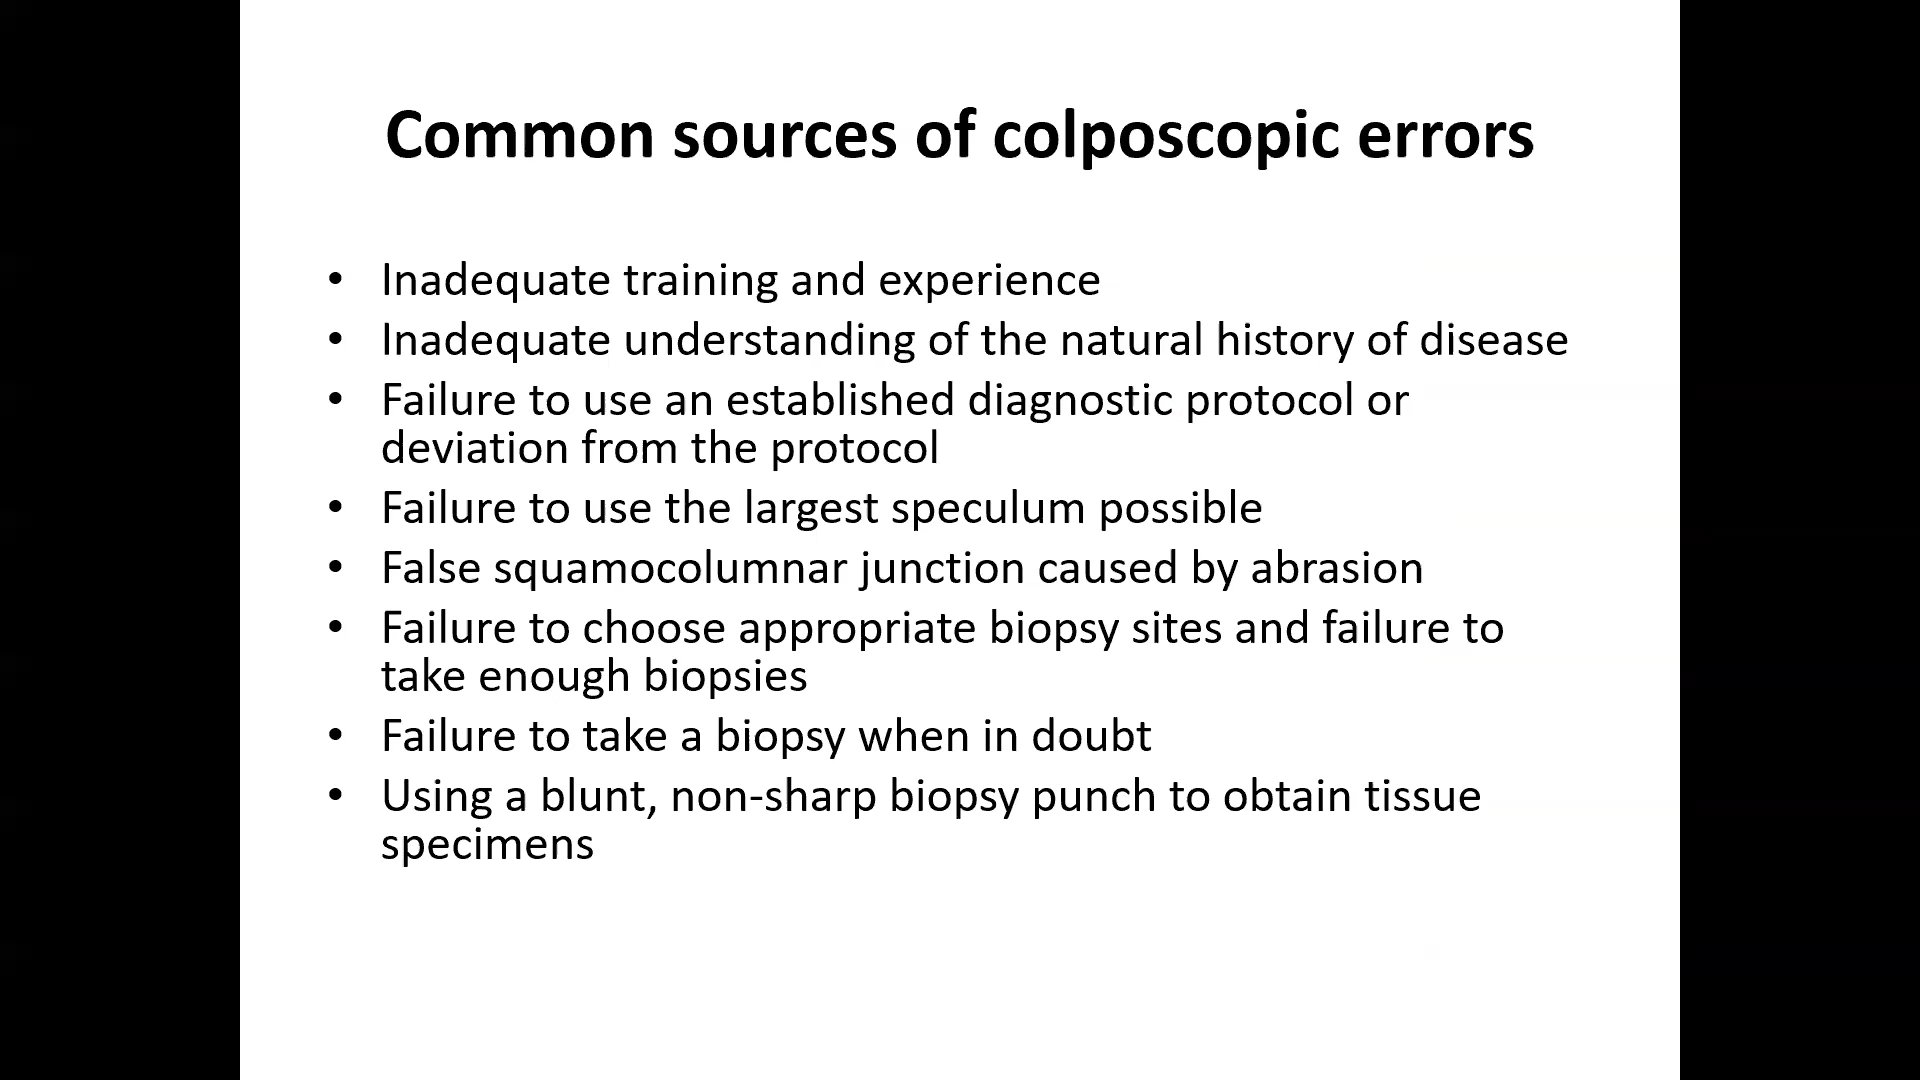 Common sources of colposcopic errors
• Inadequate training and experience
• Inadequate understanding of the natural history of disease
• Failure to use an established diagnostic protocol or
deviation from the protocol
• Failure to use the largest speculum possible
• False squamocolumnar junction caused by abrasion
• Failure to choose appropriate biopsy sites and failure to
take enough biopsies
• Failure to take a biopsy when in doubt
• Using a blunt, non-sharp biopsy punch to obtain tissue
specimens